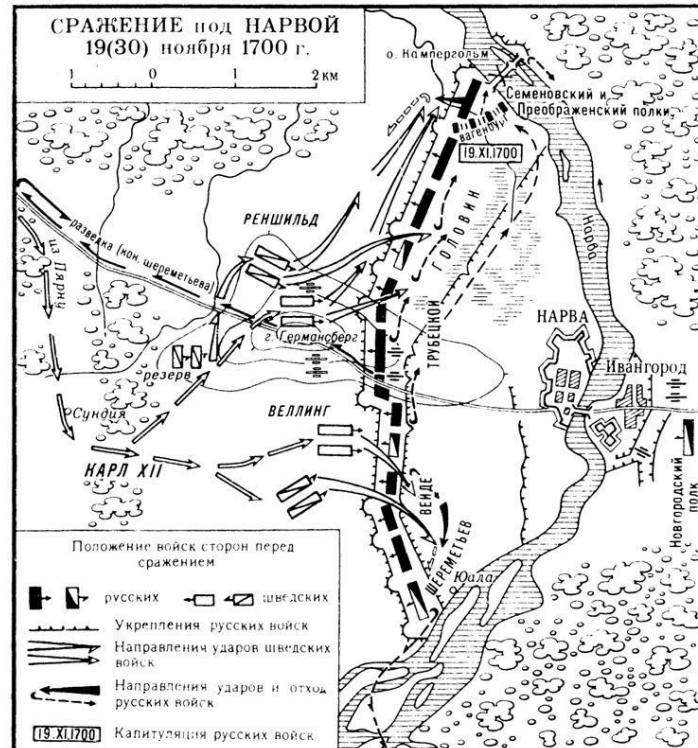 СРАЖЕНИЕ под НАРВОЙ
19(30) ноября 1700 г.
1 0 1 2 км
о. Кампергольм
Семеновский и
Преображенский полки
вагенбург
19.XI.1700
РЕНШИЛЬД
разведка (кон. шереметьева)
из Пярну
ГОЛОВИН
Нарва
ТРУБЕЦКОЙ
НАРВА
Ивангород
г. Германсберг
резерв
Сундия
ВЕЛЛИНГ
КАРЛ XII
ВЕЙДЕ
Новгородский
полк
ШЕРЕМЕТЬЕВ
Юала
Положение войск сторон перед
сражением
русских шведских
Укрепления русских войск
Направления ударов шведских
войск
Направления ударов и отход
русских войск
19.XI.1700 Капитуляция русских войск